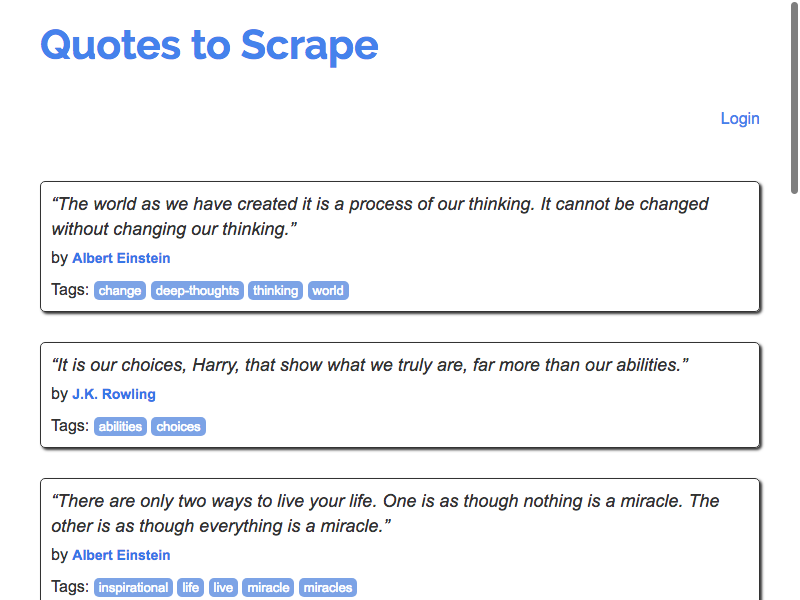 Quotes to Scrape
Login
“The world as we have created it is a process of our thinking. It cannot be changed
without changing our thinking.”
by Albert Einstein
Tags: change deep-thoughts thinking world
“It is our choices, Harry, that show what we truly are, far more than our abilities.”
by J.K. Rowling
Tags: abilities choices
“There are only two ways to live your life. One is as though nothing is a miracle. The
other is as though everything is a miracle.”
by Albert Einstein
Tags: inspirational life live miracle miracles